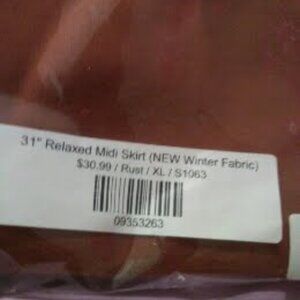 31" Relaxed Midi Skirt (NEW Winter Fabric)
$30.99 / Rust / XL / S1063
09353263